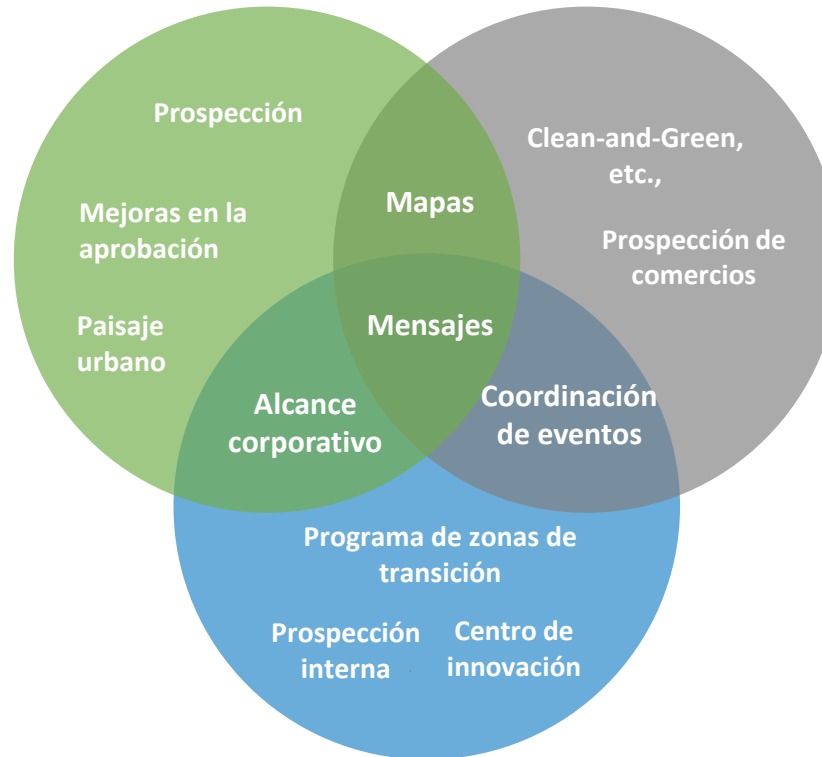 Prospección
Clean-and-Green,
etc.,
Mapas
Mejoras en la
aprobación
Prospección de
comercios
Paisaje
urbano
Mensajes
Alcance
corporativo
Coordinación
de eventos
Programa de zonas de
transición
Prospección
interna
Centro de
innovación